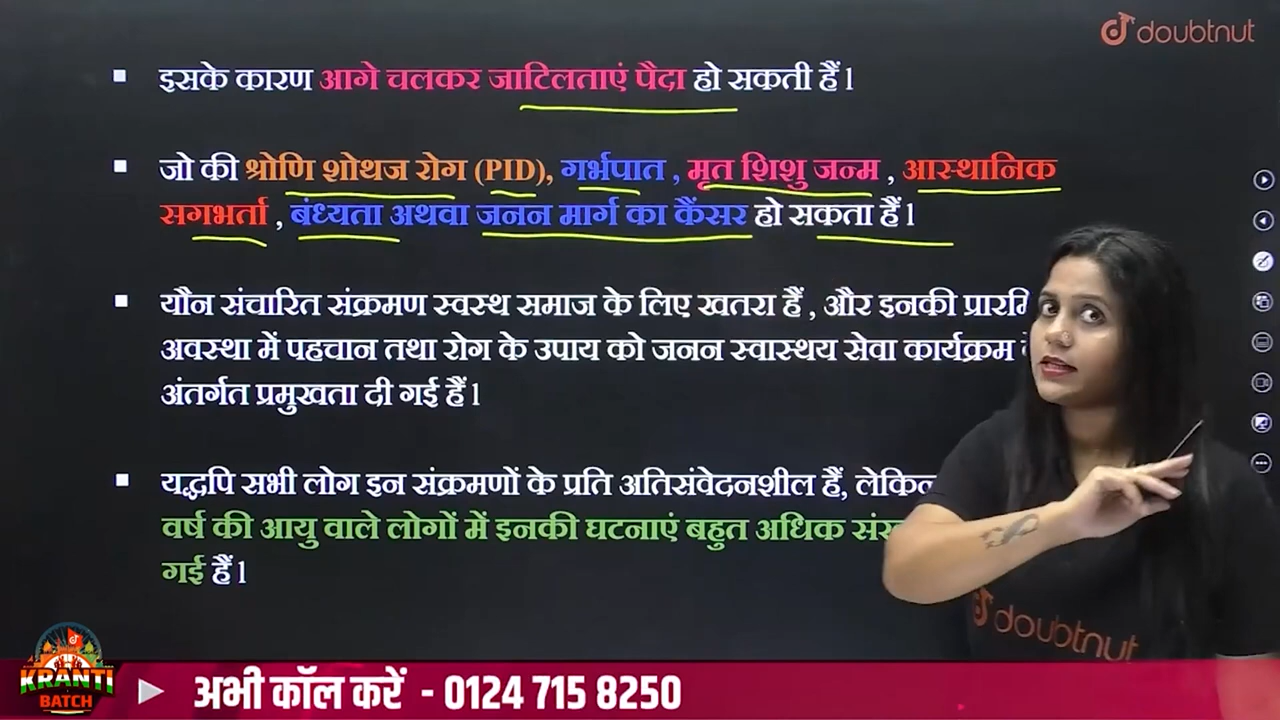 doubtnut
इसके कारण आगे चलकर जाटिलताएं पैदा हो सकती हैं l
जो की श्रोणि शोथज रोग (PID), गर्भपात , मृत शिशु जन्म , आस्थानिक
सगभर्ता , बंध्यता अथवा जनन मार्ग का कैंसर हो सकता हैं l
यौन संचारित संक्रमण स्वस्थ समाज के लिए खतरा हैं , और इनकी
अवस्था में पहचान तथा रोग के उपाय को जनन स्वास्थय सेवा कार्यक्रम
अंतर्गत प्रमुखता दी गई हैं l
यद्धपि सभी लोग इन संक्रमणों के प्रति अतिसंवेदनशील हैं,
वर्ष की आयु वाले लोगों में इनकी घटनाएं बहुत अधिक
गई हैं l
doubtnut
KRANTI
BATCH
अभी कॉल करें - 0124 715 8250